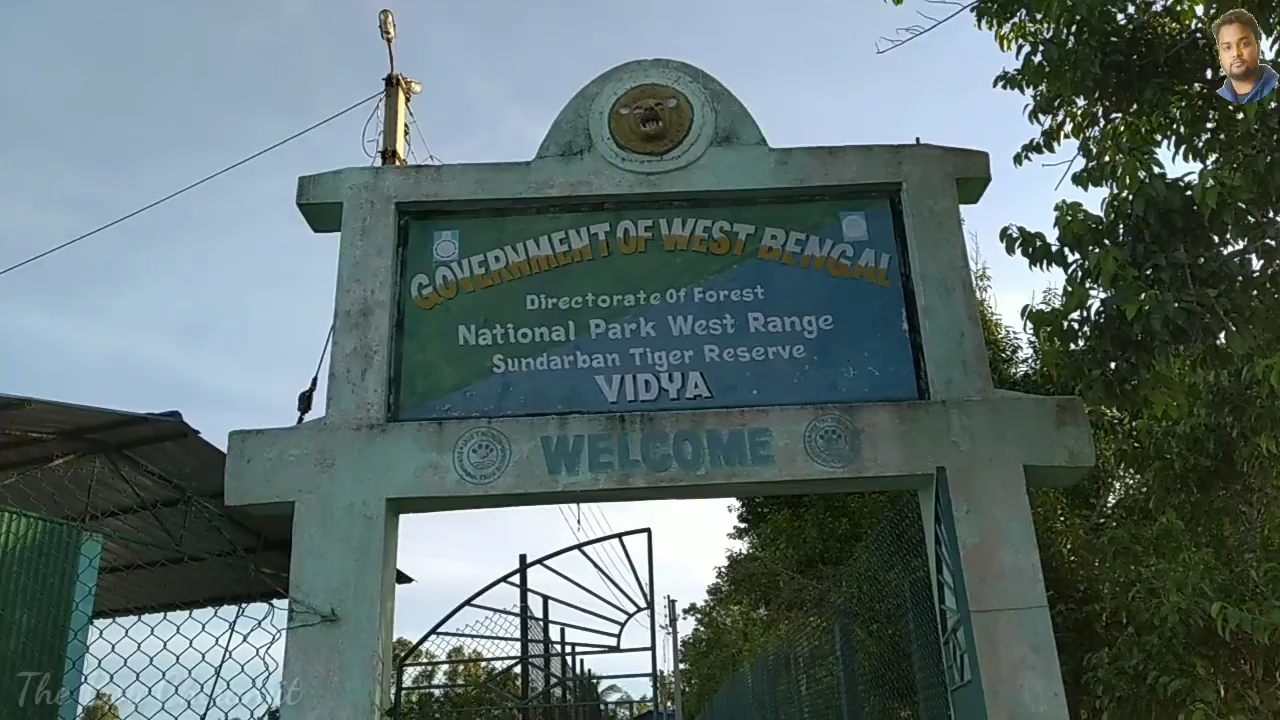 GOVERNMENT OF WEST BENGAL
Directorate Of Forest
National Park West Range
Sundarban Tiger Reserve
VIDYA
WELCOME